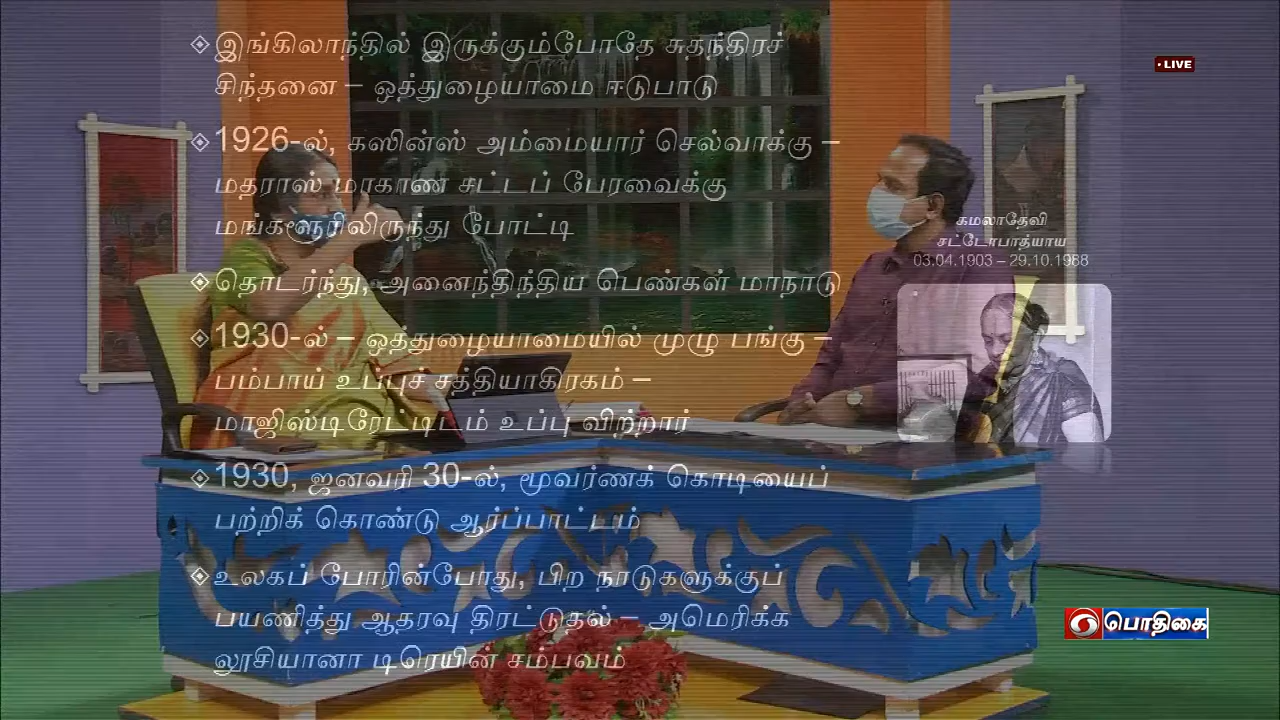 இங்கிலாந்தில் இருக்கும்போதே சுதந்திரச்
சிந்தனை – ஒத்துழையாமை ஈடுபாடு
1926-ல், கஸின்ஸ் அம்மையார் செல்வாக்கு –
மதராஸ் மாகாண சட்டப் பேரவைக்கு
மங்களூரிலிருந்து போட்டி
தொடர்ந்து, அனைந்திந்திய பெண்கள் மாநாடு
1930-ல் – ஒத்துழையாமையில் முழு பங்கு –
பம்பாய் உப்புச் சத்தியாகிரகம் –
மாஜிஸ்டிரேட்டிடம் உப்பு விற்றார்
1930, ஜனவரி 30-ல், மூவர்ணக் கொடியைப்
பற்றிக் கொண்டு ஆர்ப்பாட்டம்
உலகப் போரின்போது, பிற நாடுகளுக்குப்
பயணித்து ஆதரவு திரட்டுதல் – அமெரிக்க
லூசியானா டிரெயின் சம்பவம்
LIVE
கமலாதேவி
சட்டோபாத்யாய
03.04.1903 – 29.10.1988
பொதிகை